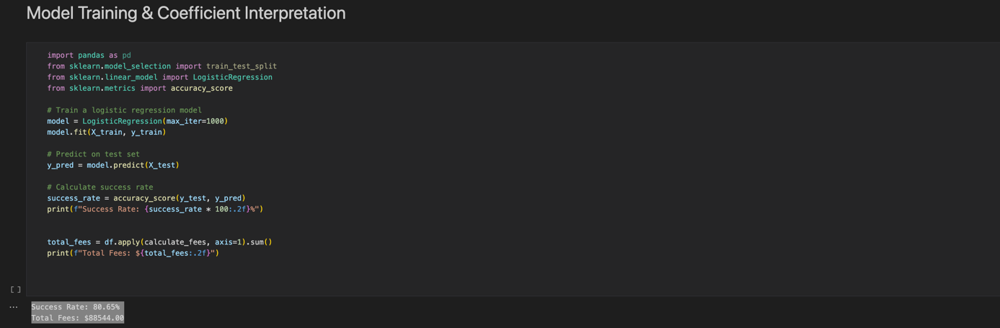 Model Training & Coefficient Interpretation
import pandas as pd
from sklearn.model_selection import train_test_split
from sklearn.linear_model import LogisticRegression
from sklearn.metrics import accuracy_score
# Train a logistic regression model
model = LogisticRegression(max_iter=1000)
model.fit(X_train, y_train)
# Predict on test set
y_pred = model.predict(X_test)
# Calculate success rate
success_rate = accuracy_score(y_test, y_pred)
print(f"Success Rate: {success_rate * 100:.2f}%")
total_fees = df.apply(calculate_fees, axis=1).sum()
print(f"Total Fees: ${total_fees:.2f}")
[ ]
... Success Rate: 80.65%
Total Fees: $88544.00